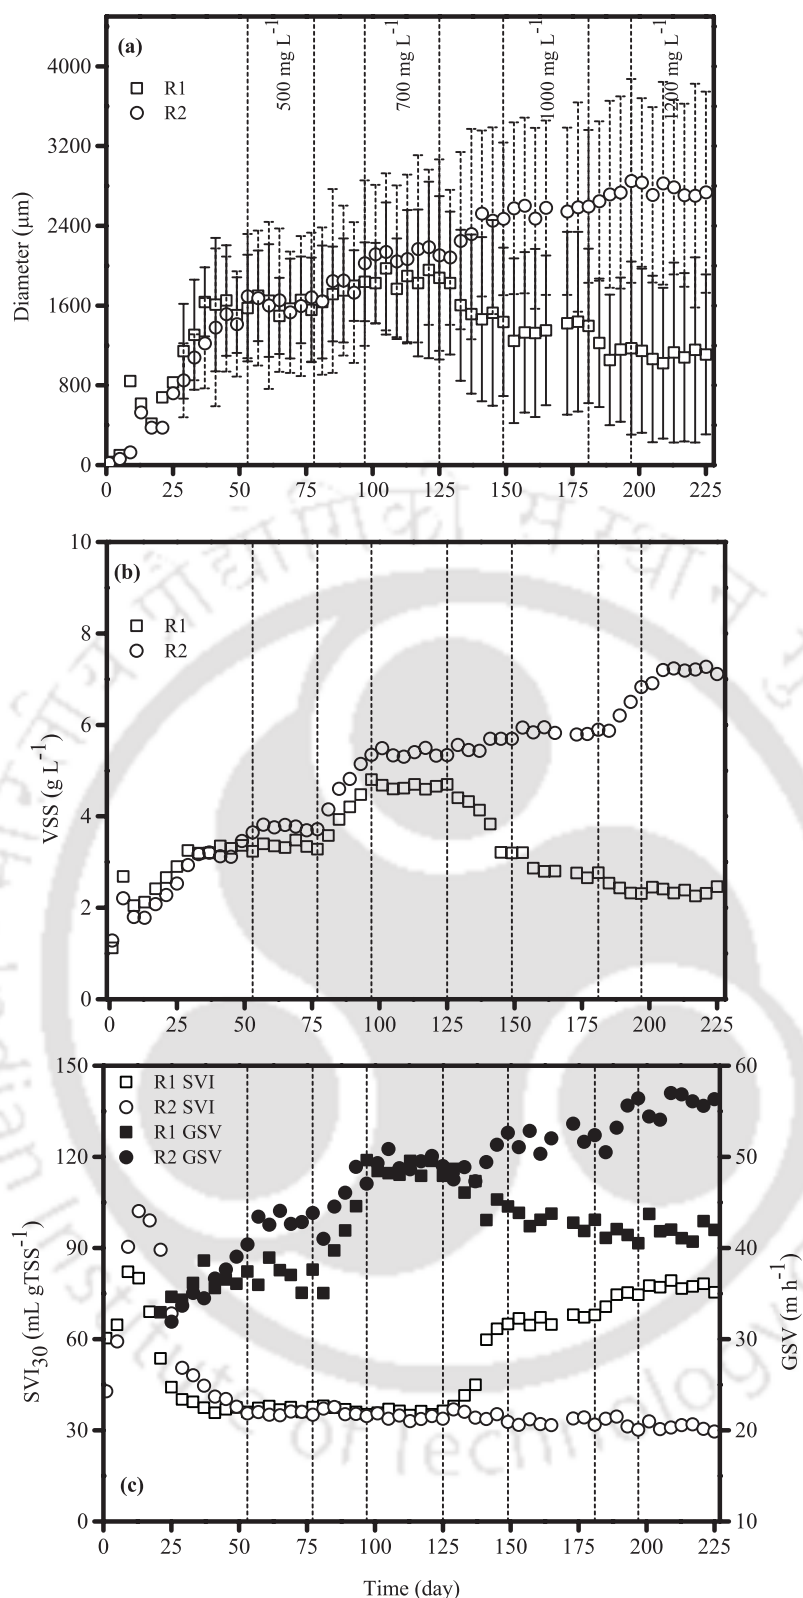 (a)
500 mg L⁻¹
700 mg L⁻¹
1000 mg L⁻¹
1200 mg L⁻¹
R1
R2
4000
3200
2400
1600
800
0
Diameter (μm)
0 25 50 75 100 125 150 175 200 225
(b)
R1
R2
10
8
6
4
2
0
VSS (g L⁻¹)
0 25 50 75 100 125 150 175 200 225
R1 SVI
R2 SVI
R1 GSV
R2 GSV
150
120
90
60
30
0
SVI₃₀ (mL gTSS⁻¹)
60
50
40
30
20
10
GSV (m h⁻¹)
(c)
0 25 50 75 100 125 150 175 200 225
Time (day)
Institute of Technology